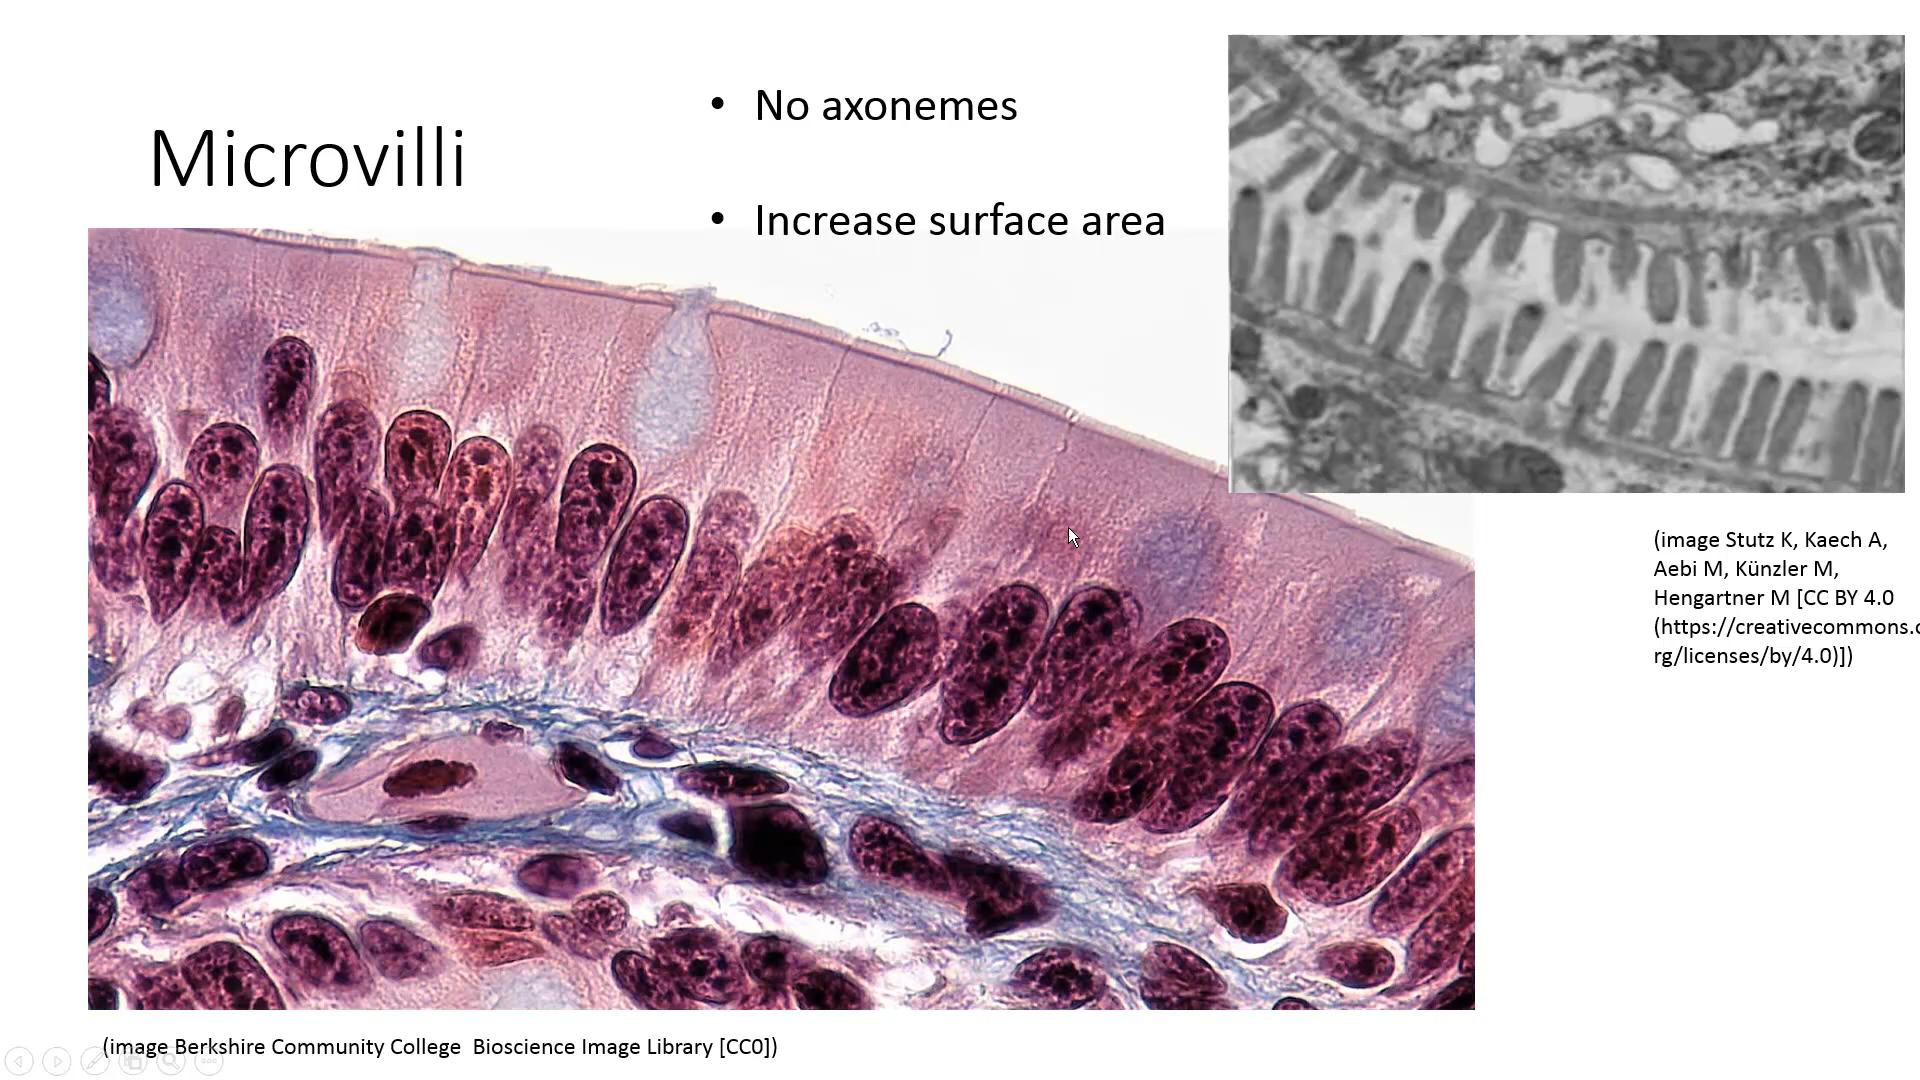 Microvilli
• No axonemes
• Increase surface area
(image Stutz K, Kaech A,
Aebi M, Künzler M,
Hengartner M [CC BY 4.0
(https://creativecommons.o
rg/licenses/by/4.0)])
(image Berkshire Community College  Bioscience Image Library [CC0])